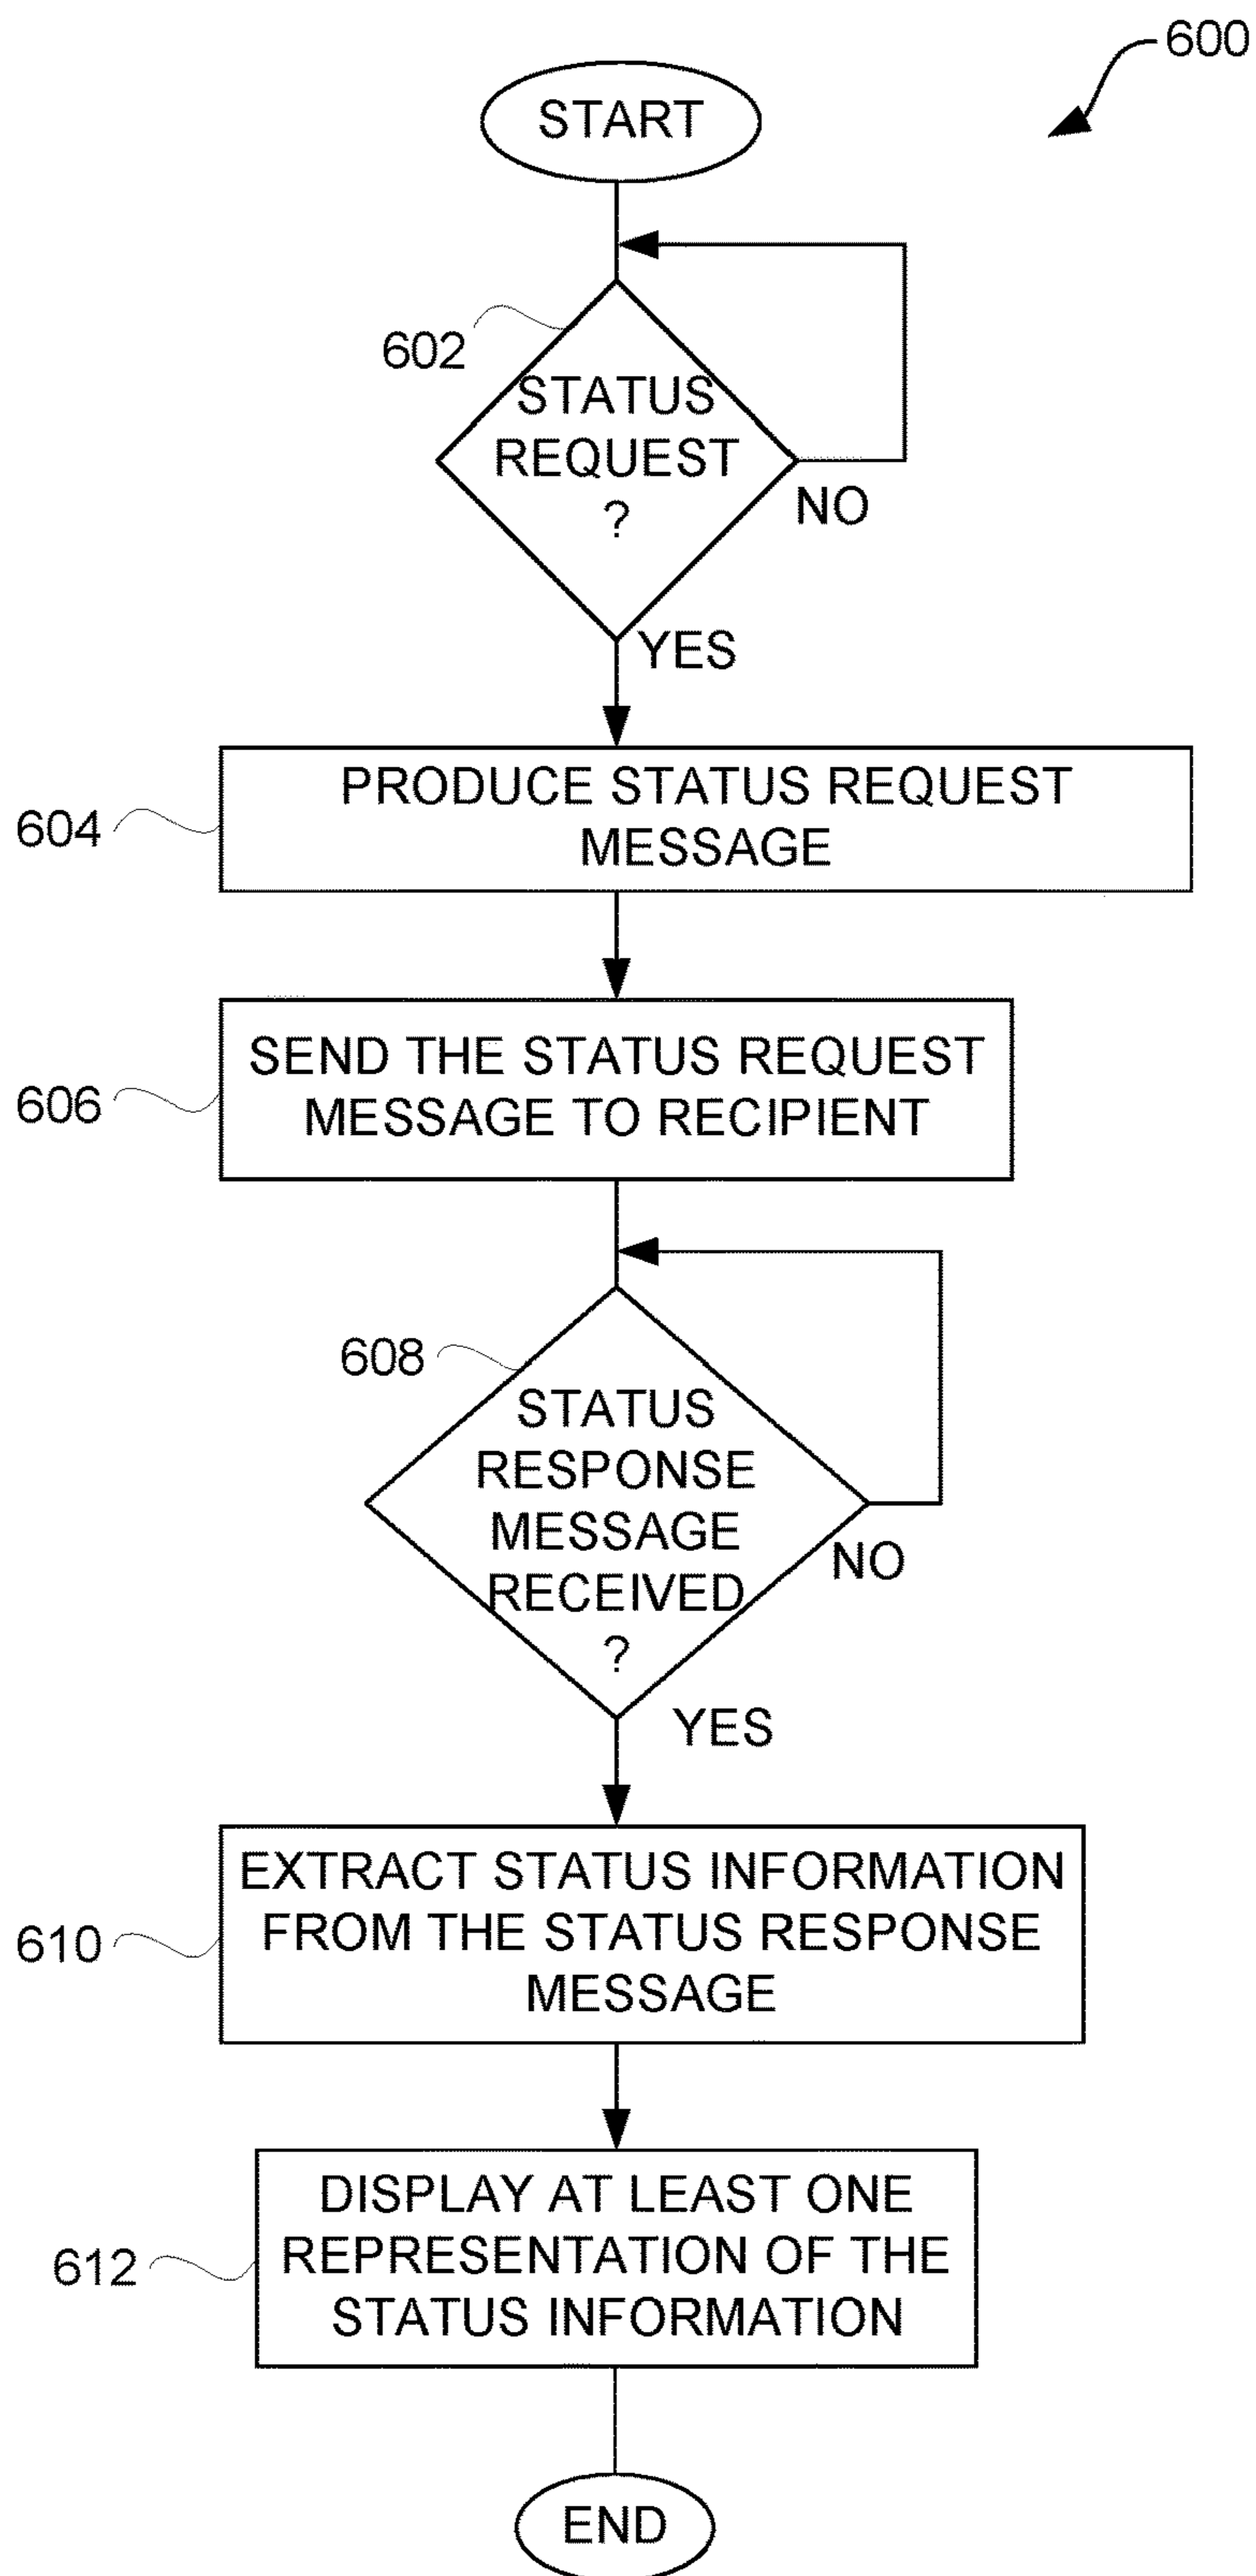 600
START
602
STATUS
REQUEST
?
NO
YES
604
PRODUCE STATUS REQUEST
MESSAGE
606
SEND THE STATUS REQUEST
MESSAGE TO RECIPIENT
608
STATUS
RESPONSE
MESSAGE
RECEIVED
?
NO
YES
610
EXTRACT STATUS INFORMATION
FROM THE STATUS RESPONSE
MESSAGE
612
DISPLAY AT LEAST ONE
REPRESENTATION OF THE
STATUS INFORMATION
END